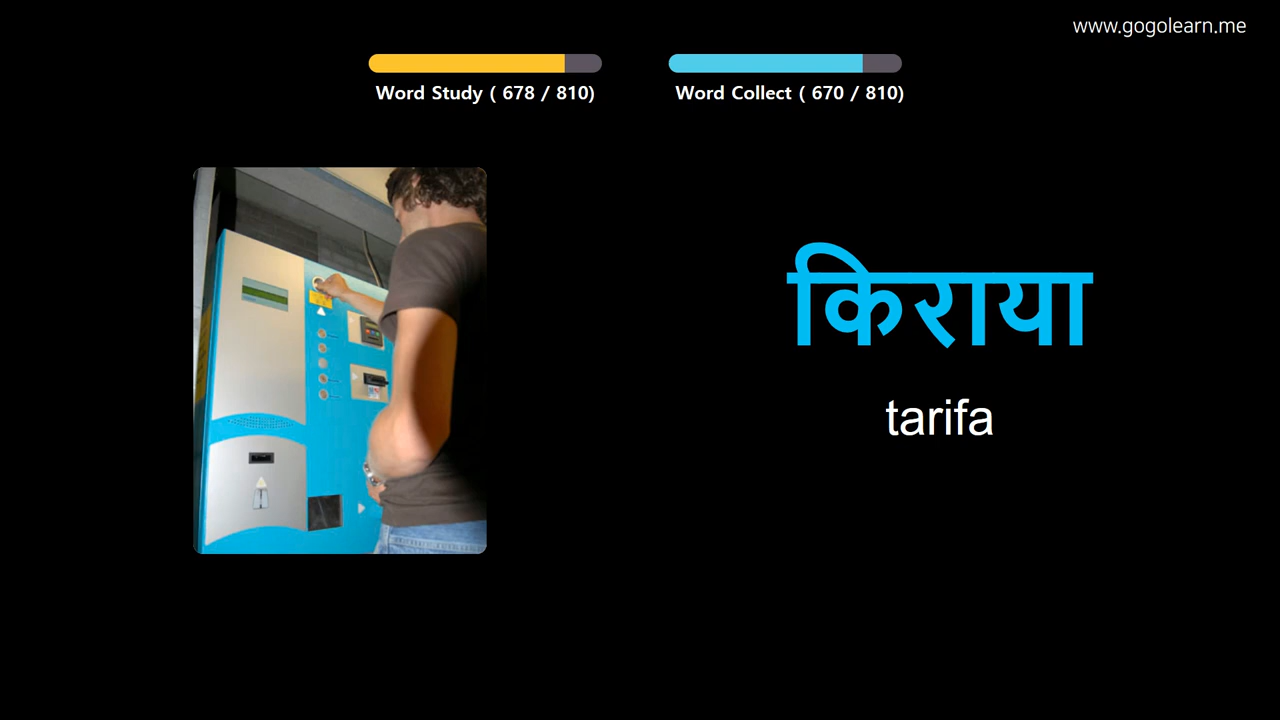 www.gogolearn.me
Word Study ( 678 / 810)
Word Collect ( 670 / 810)
किराया
tarifa